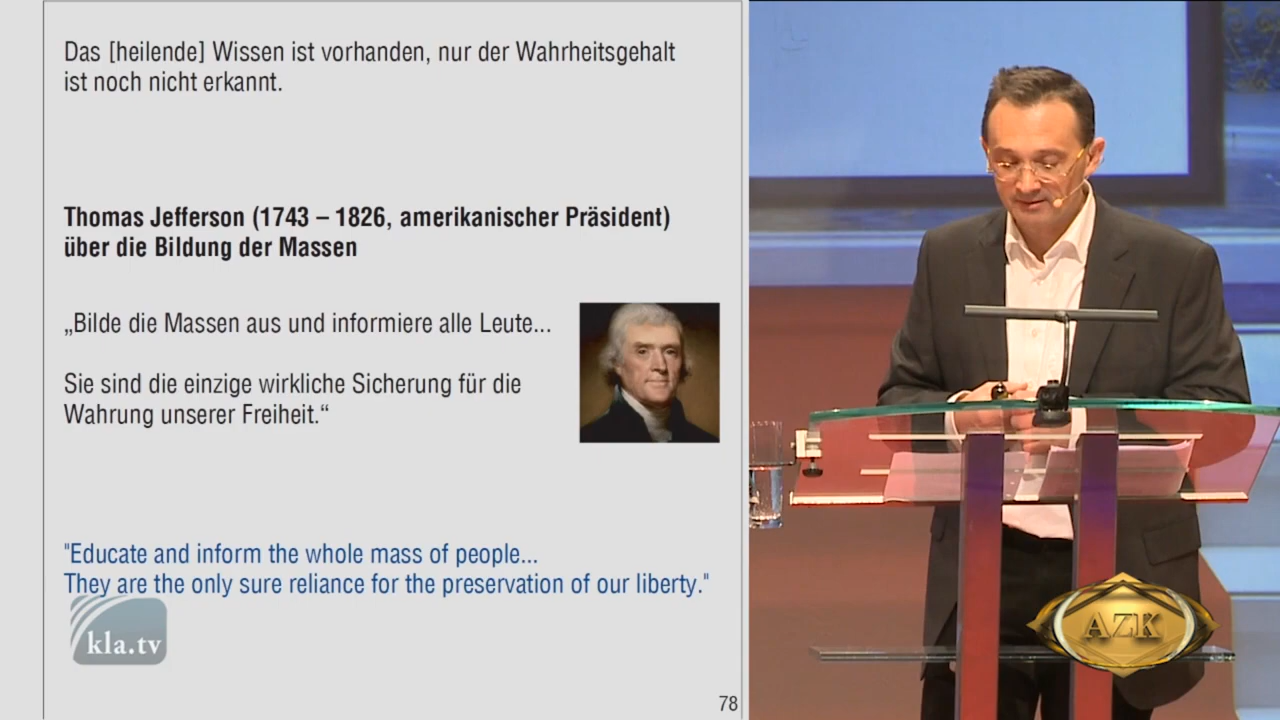 Das [heilende] Wissen ist vorhanden, nur der Wahrheitsgehalt
ist noch nicht erkannt.
Thomas Jefferson (1743 – 1826, amerikanischer Präsident)
über die Bildung der Massen
„Bilde die Massen aus und informiere alle Leute...
Sie sind die einzige wirkliche Sicherung für die
Wahrung unserer Freiheit.“
"Educate and inform the whole mass of people...
They are the only sure reliance for the preservation of our liberty."
kla.tv
78
AZK